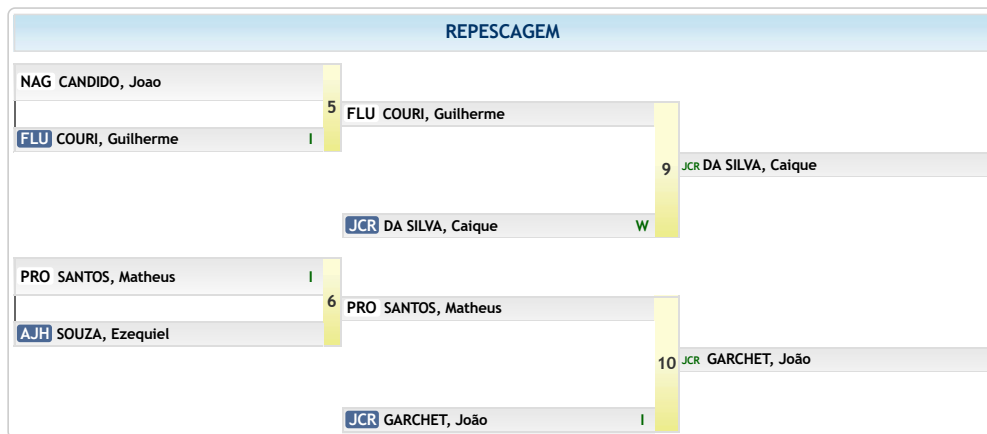 REPESCAGEM
NAG CANDIDO, Joao
5
FLU COURI, Guilherme
FLU COURI, Guilherme I
9
JCR DA SILVA, Caique
JCR DA SILVA, Caique W
PRO SANTOS, Matheus I
6
PRO SANTOS, Matheus
AJH SOUZA, Ezequiel
10
JCR GARCHET, João
JCR GARCHET, João I